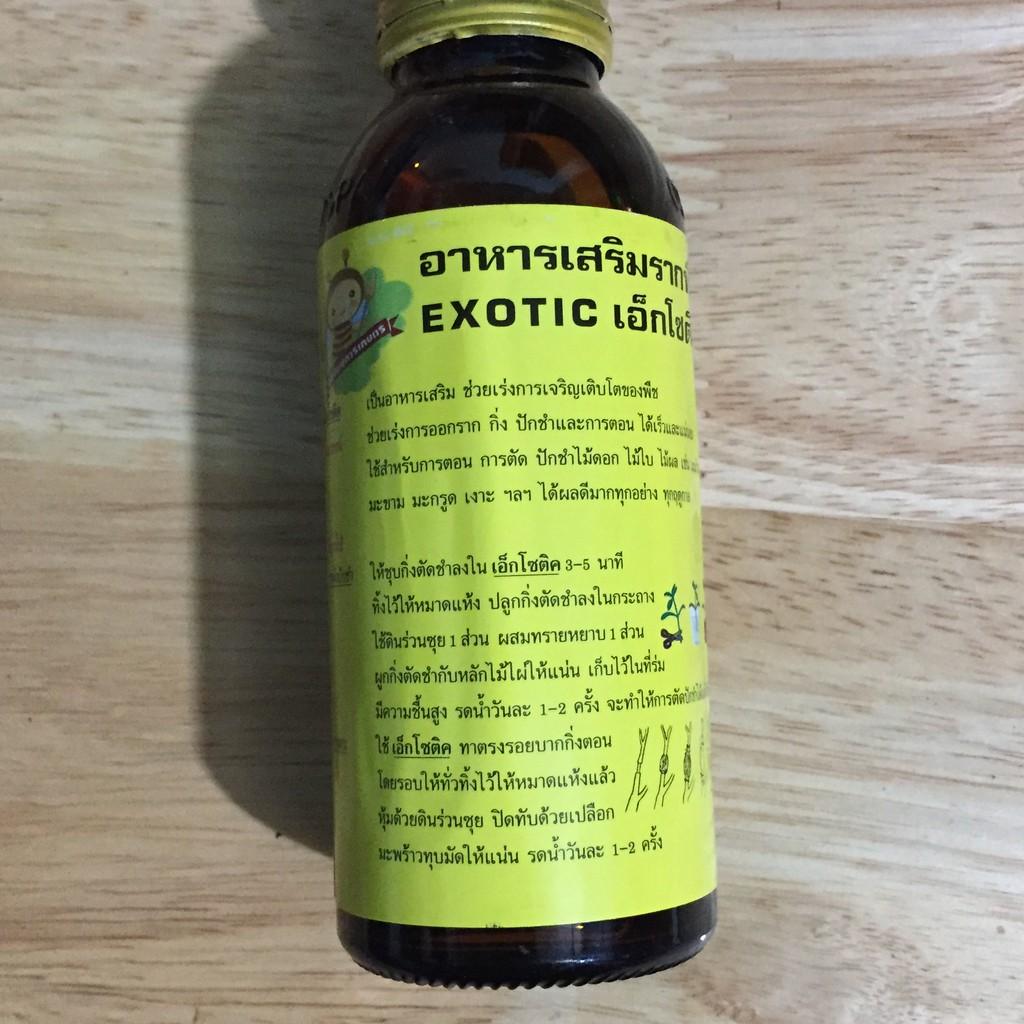 อาหารเสริมราก
EXOTIC เอ็กโซ
เป็นอาหารเสริม ช่วยเร่งการเจริญเติบโตของพืช
ช่วยเร่งการออกราก กิ่ง ปักชำและการตอน ได้เร็วและ
ใช้สำหรับการตอน การตัด ปักชำไม้ดอก ไม้ใบ ไม้ผล เช่น
มะขาม มะกรูด เงาะ ฯลฯ ได้ผลดีมากทุกอย่าง ทุกฤดูกาล
ให้ชุบกิ่งตัดชำลงใน เอ็กโซติค 3-5 นาที
ทิ้งไว้ให้หมาดแห้ง ปลูกกิ่งตัดชำลงในกระถาง
ใช้ดินร่วนซุย 1 ส่วน ผสมทรายหยาบ 1 ส่วน
ผูกกิ่งตัดชำกับหลักไม้ไผ่ให้แน่น เก็บไว้ในที่ร่ม
มีความชื้นสูง รดน้ำวันละ 1-2 ครั้ง จะทำให้การตัดปักชำ
ใช้ เอ็กโซติค ทาตรงรอยบากกิ่งตอน
โดยรอบให้ทั่วทิ้งไว้ให้หมาดแห้งแล้ว
หุ้มด้วยดินร่วนซุย ปิดทับด้วยเปลือก
มะพร้าวทุบมัดให้แน่น รดน้ำวันละ 1-2 ครั้ง